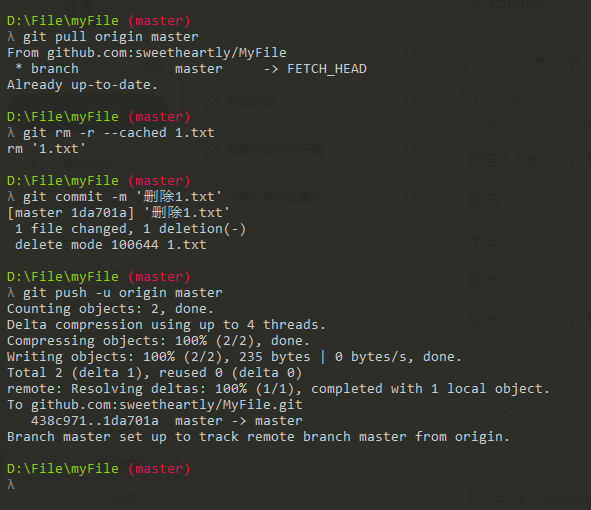 D:\File\myFile (master)
λ git pull origin master
From github.com:sweetheartly/MyFile
 * branch            master     -> FETCH_HEAD
Already up-to-date.
D:\File\myFile (master)
λ git rm -r --cached 1.txt
rm '1.txt'
D:\File\myFile (master)
λ git commit -m '删除1.txt'
[master 1da701a] '删除1.txt'
 1 file changed, 1 deletion(-)
 delete mode 100644 1.txt
D:\File\myFile (master)
λ git push -u origin master
Counting objects: 2, done.
Delta compression using up to 4 threads.
Compressing objects: 100% (2/2), done.
Writing objects: 100% (2/2), 235 bytes | 0 bytes/s, done.
Total 2 (delta 1), reused 0 (delta 0)
remote: Resolving deltas: 100% (1/1), completed with 1 local object.
To github.com:sweetheartly/MyFile.git
   438c971..1da701a  master -> master
Branch master set up to track remote branch master from origin.
D:\File\myFile (master)
λ